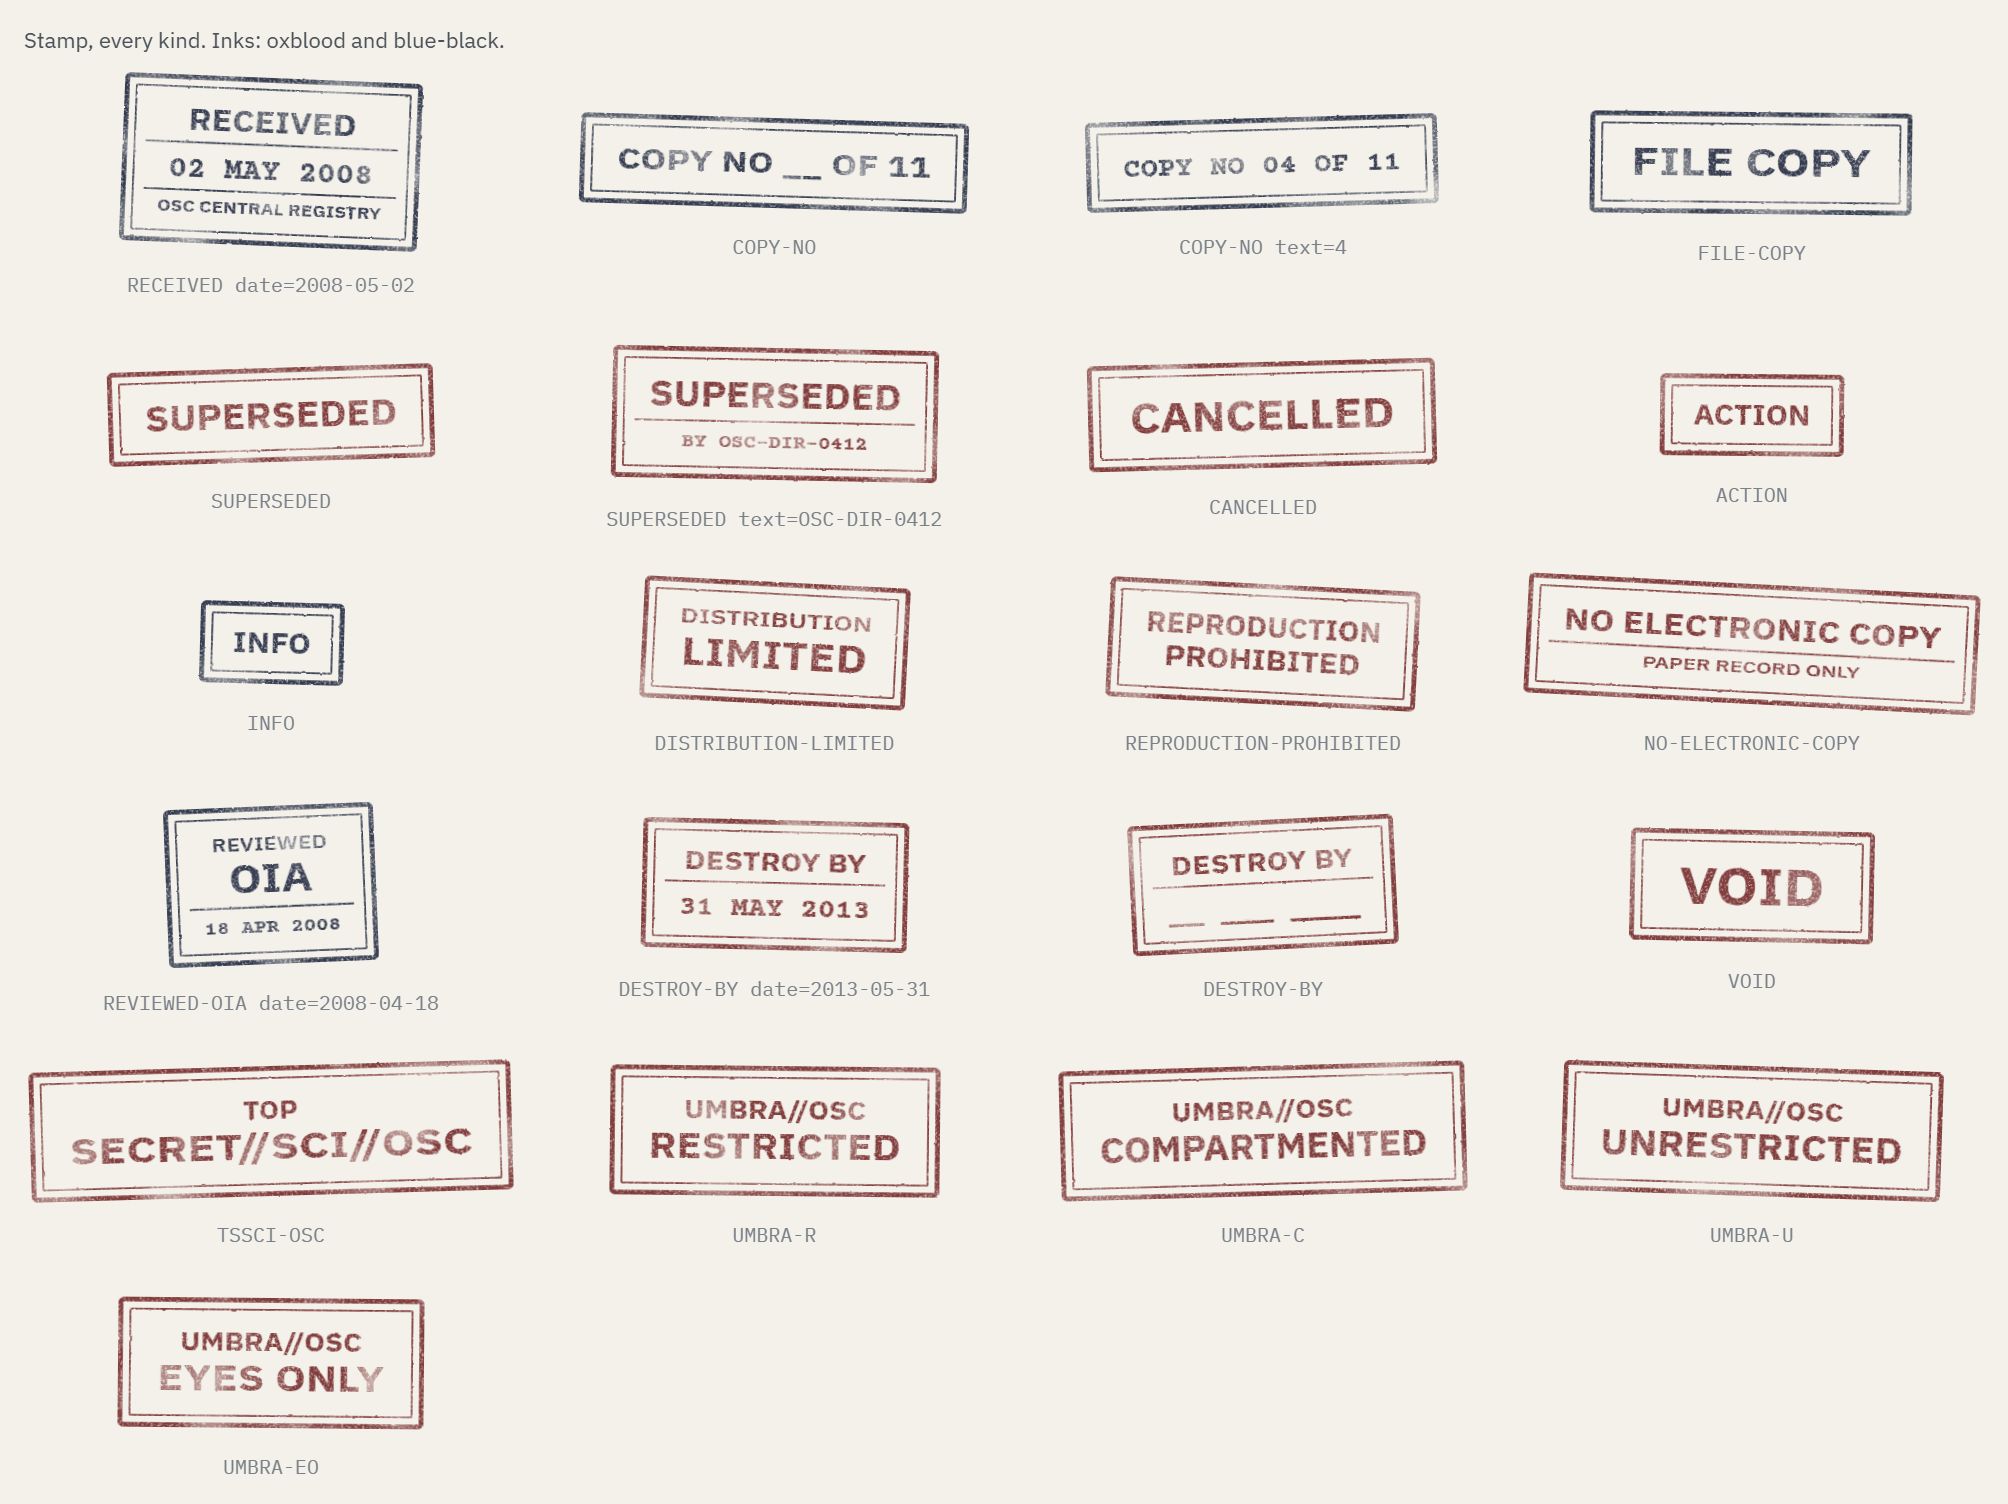 Stamp, every kind. Inks: oxblood and blue-black.
RECEIVED
02 MAY 2008
OSC CENTRAL REGISTRY
RECEIVED date=2008-05-02
COPY NO __ OF 11
COPY-NO
COPY NO 04 OF 11
COPY-NO text=4
FILE COPY
FILE-COPY
SUPERSEDED
SUPERSEDED
SUPERSEDED
BY OSC-DIR-0412
SUPERSEDED text=OSC-DIR-0412
CANCELLED
CANCELLED
ACTION
ACTION
INFO
INFO
DISTRIBUTION
LIMITED
DISTRIBUTION-LIMITED
REPRODUCTION
PROHIBITED
REPRODUCTION-PROHIBITED
NO ELECTRONIC COPY
PAPER RECORD ONLY
NO-ELECTRONIC-COPY
REVIEWED
OIA
18 APR 2008
REVIEWED-OIA date=2008-04-18
DESTROY BY
31 MAY 2013
DESTROY-BY date=2013-05-31
DESTROY BY
DESTROY-BY
VOID
VOID
TOP
SECRET//SCI//OSC
TSSCI-OSC
UMBRA//OSC
RESTRICTED
UMBRA-R
UMBRA//OSC
COMPARTMENTED
UMBRA-C
UMBRA//OSC
UNRESTRICTED
UMBRA-U
UMBRA//OSC
EYES ONLY
UMBRA-EO